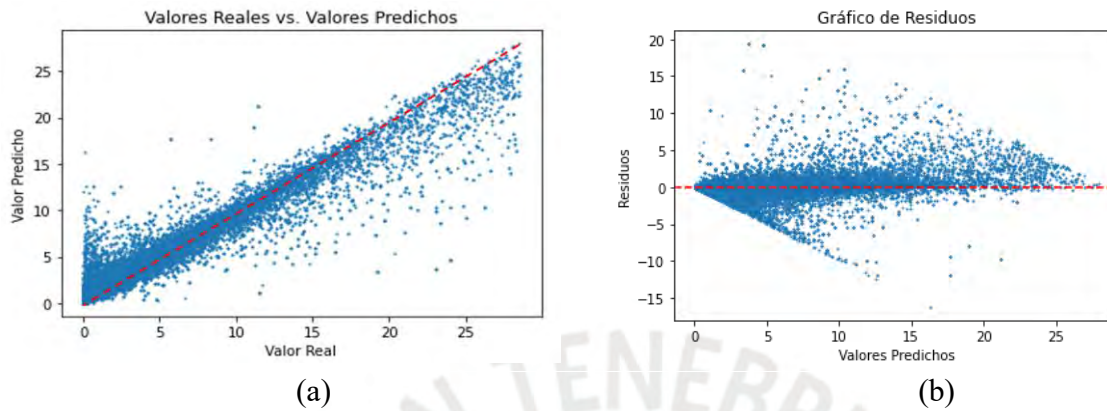 Valores Reales vs. Valores Predichos
Valor Predicho
25
20
15
10
5
0
0 5 10 15 20 25
Valor Real
(a)
Gráfico de Residuos
Residuos
20
15
10
5
0
−5
−10
−15
0 5 10 15 20 25
Valores Predichos
(b)
TENEBR